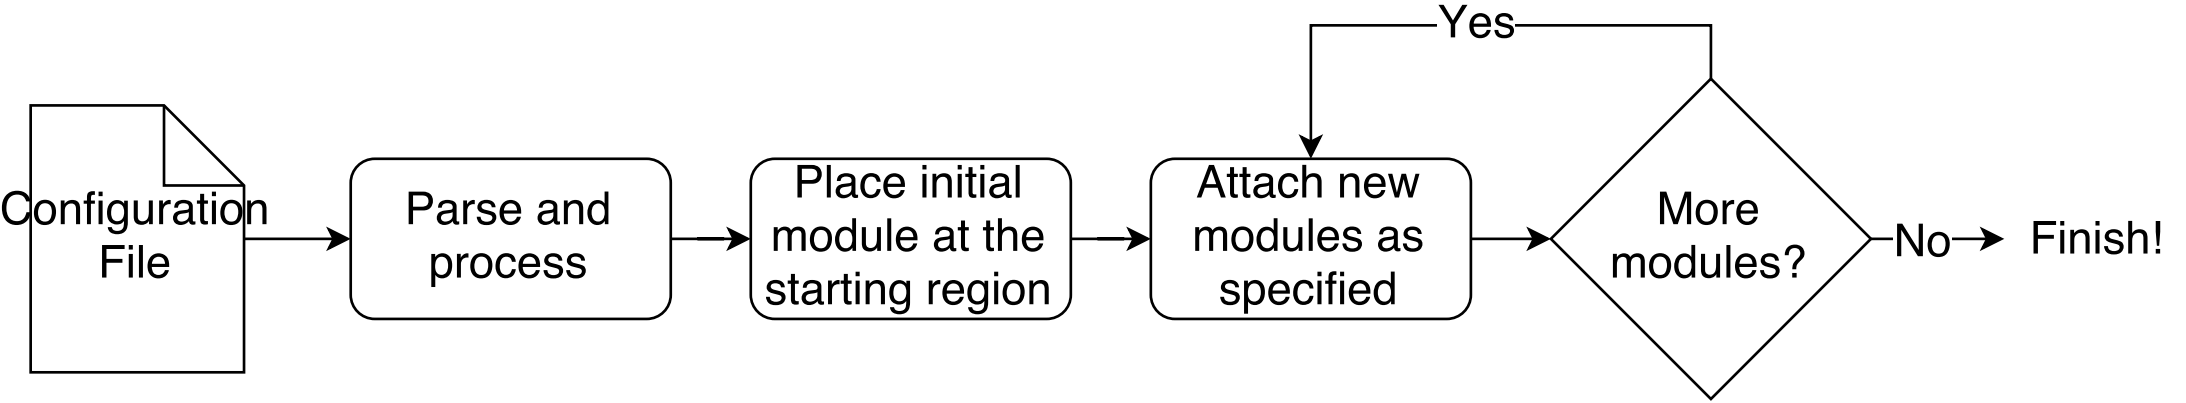 Yes
Configuration
File
Parse and
process
Place initial
module at the
starting region
Attach new
modules as
specified
More
modules?
No
Finish!